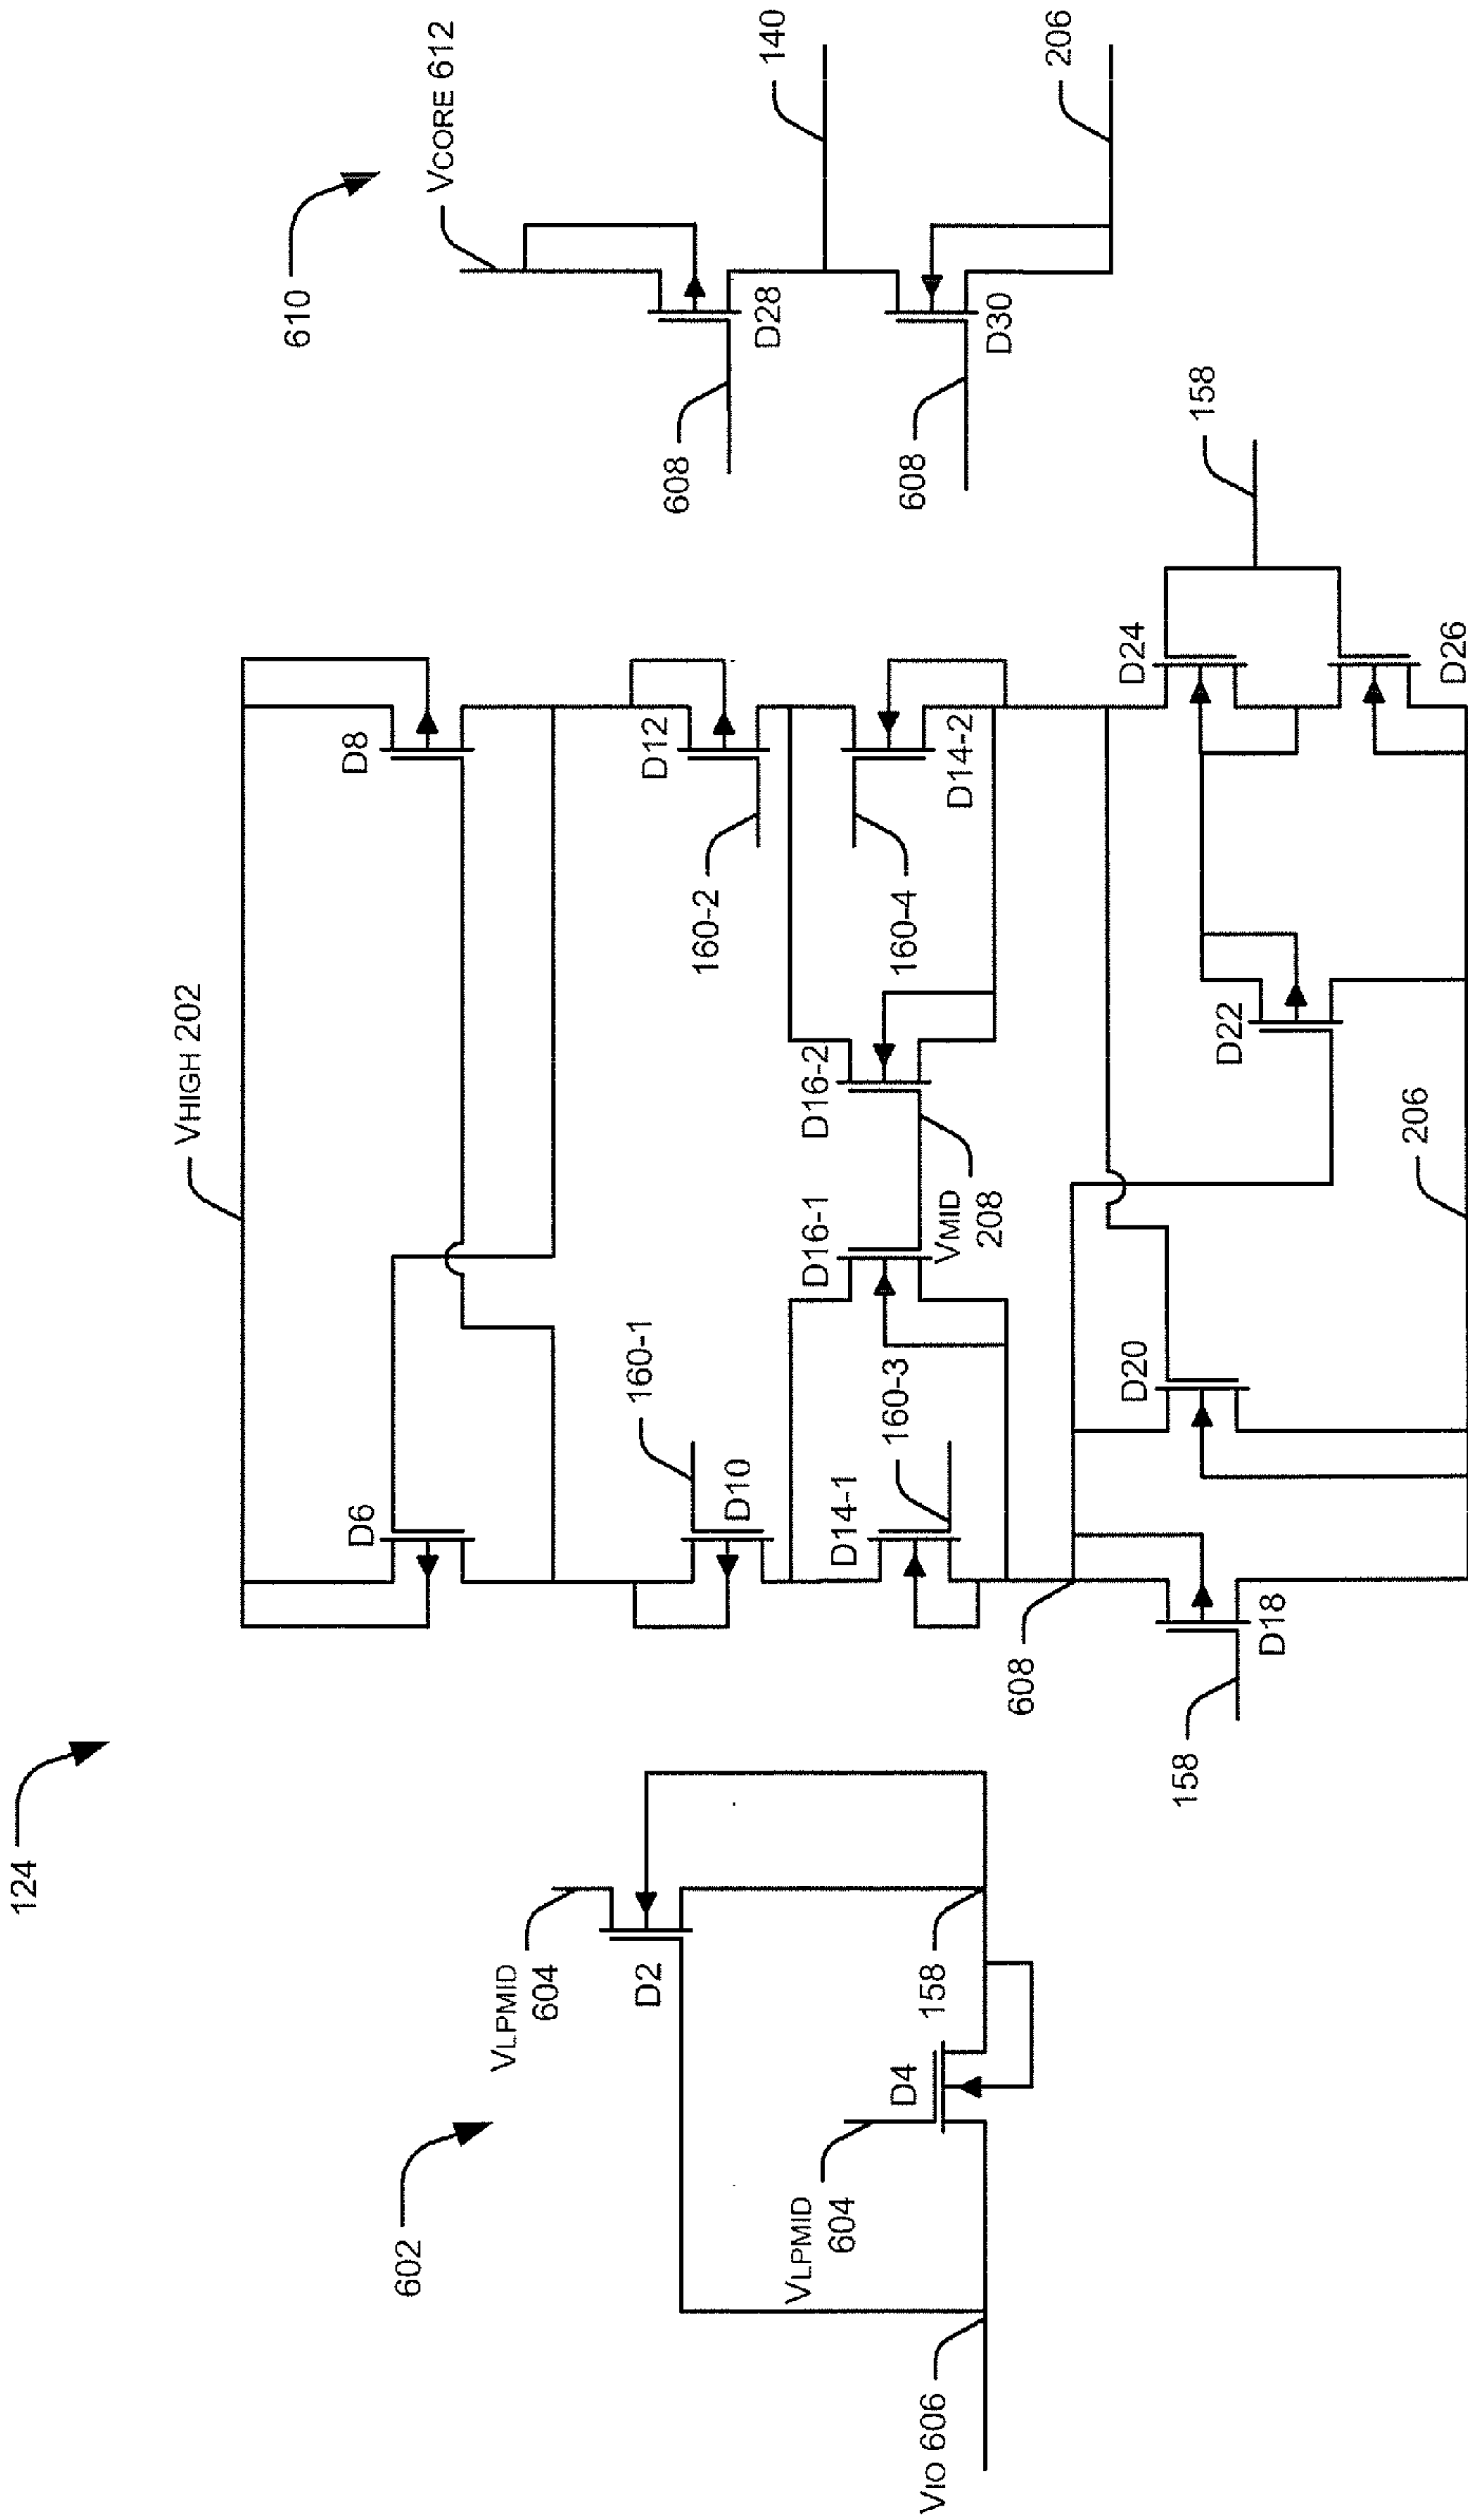 124
602
VLPMID
604
D2
VLPMID
604
D4
158
VIO 606
VHIGH 202
D6
D8
160-1
D10
D12
160-2
D14-1
160-3
D16-1
D16-2
VMID
208
160-4
D14-2
608
158
D18
D20
D22
206
D24
158
D26
610
VCORE 612
608
D28
140
608
D30
206